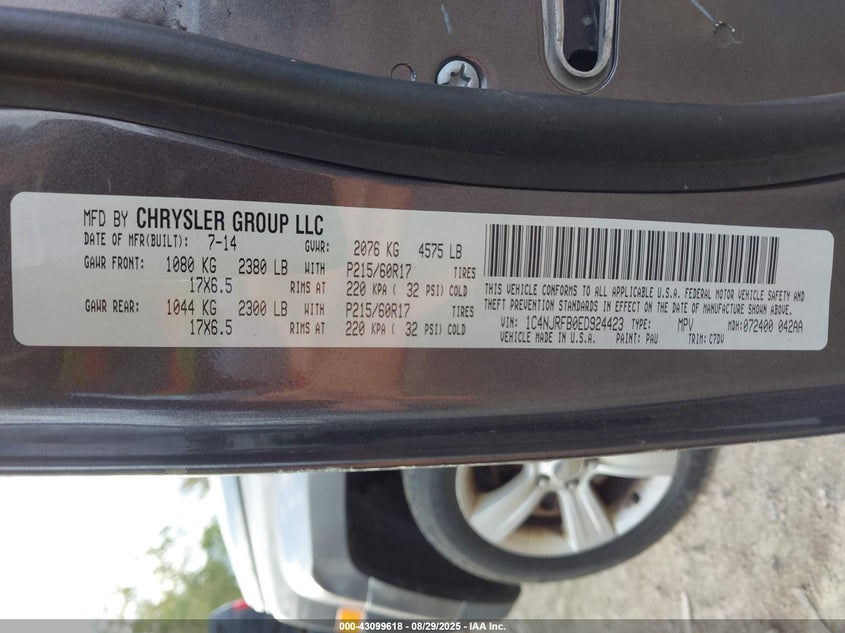 MFD BY CHRYSLER GROUP LLC
DATE OF MFR(BUILT): 7-14 GVWR: 2076 KG 4575 LB
GAWR FRONT: 1080 KG 2380 LB WITH P215/60R17 TIRES
17X6.5 RIMS AT 220 KPA ( 32 PSI) COLD
GAWR REAR: 1044 KG 2300 LB WITH P215/60R17 TIRES
17X6.5 RIMS AT 220 KPA ( 32 PSI) COLD
THIS VEHICLE CONFORMS TO ALL APPLICABLE U.S.A. FEDERAL MOTOR VEHICLE SAFETY AND
THEFT PREVENTION STANDARDS IN EFFECT ON THE DATE OF MANUFACTURE SHOWN ABOVE.
VIN: 1C4NJRFB0ED924423 TYPE: MPV MDH:072400 042AA
VEHICLE MADE IN U.S.A. PAINT: PAU TRIM: C7DV
000-43099618 - 08/29/2025 - IAA Inc.